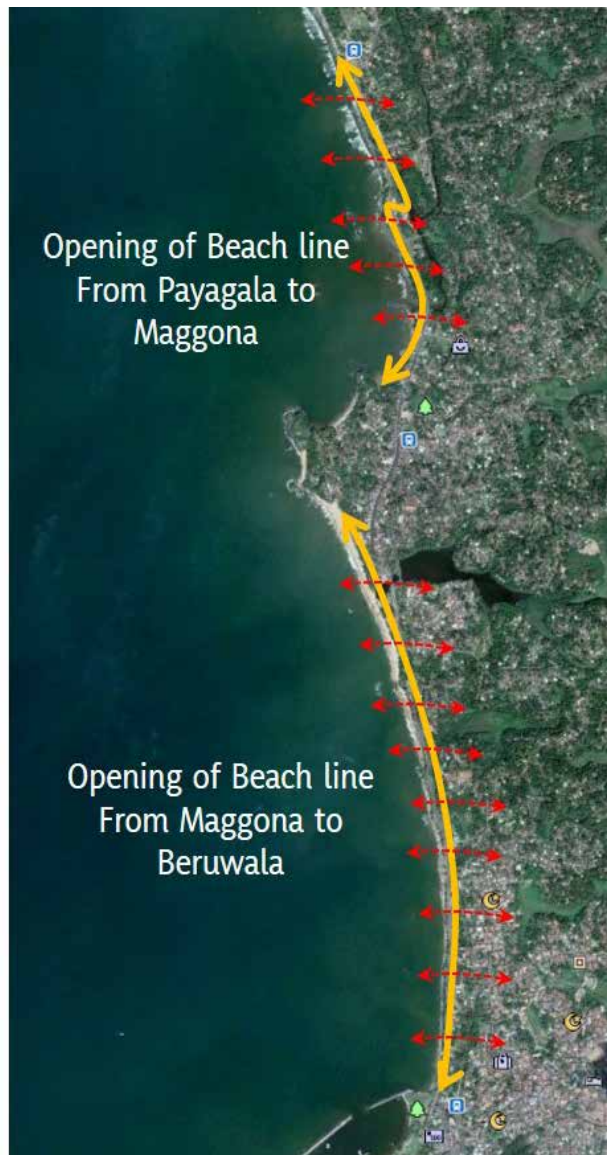 Opening of Beach line
From Payagala to
Maggona
Opening of Beach line
From Maggona to
Beruwala